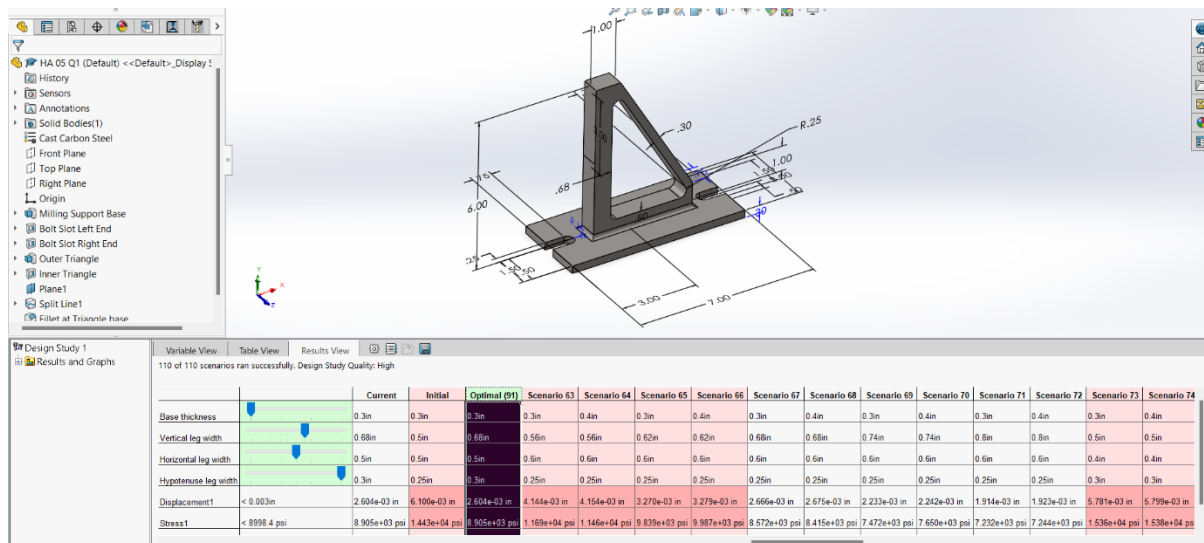 HA 05 Q1 (Default) <<Default>_Display S
History
Sensors
Annotations
Solid Bodies(1)
Cast Carbon Steel
Front Plane
Top Plane
Right Plane
Origin
Milling Support Base
Bolt Slot Left End
Bolt Slot Right End
Outer Triangle
Inner Triangle
Plane1
Split Line1
Fillet at Triangle base
1.00
.30
R.25
.75
.68
6.00
1.00
1.50
.50
.50
.30
.25
1.50
.50
3.00
7.00
Y
X
Z
Design Study 1
Results and Graphs
Variable View Table View Results View
110 of 110 scenarios ran successfully. Design Study Quality: High
Current Initial Optimal (91) Scenario 63 Scenario 64 Scenario 65 Scenario 66 Scenario 67 Scenario 68 Scenario 69 Scenario 70 Scenario 71 Scenario 72 Scenario 73 Scenario 74
Base thickness 0.3in 0.3in 0.3in 0.3in 0.4in 0.3in 0.4in 0.3in 0.4in 0.3in 0.4in 0.3in 0.4in 0.3in 0.4in
Vertical leg width 0.68in 0.5in 0.68in 0.56in 0.56in 0.62in 0.62in 0.68in 0.68in 0.74in 0.74in 0.8in 0.8in 0.5in 0.5in
Horizontal leg width 0.5in 0.5in 0.5in 0.6in 0.6in 0.6in 0.6in 0.6in 0.6in 0.6in 0.6in 0.6in 0.6in 0.4in 0.4in
Hypotenuse leg width 0.3in 0.25in 0.3in 0.25in 0.25in 0.25in 0.25in 0.25in 0.25in 0.25in 0.25in 0.25in 0.25in 0.3in 0.3in
Displacement1 < 0.003in 2.604e-03 in 6.100e-03 in 2.604e-03 in 4.144e-03 in 4.154e-03 in 3.270e-03 in 3.279e-03 in 2.666e-03 in 2.675e-03 in 2.233e-03 in 2.242e-03 in 1.914e-03 in 1.923e-03 in 5.781e-03 in 5.799e-03 in
Stress1 < 8998.4 psi 8.905e+03 psi 1.443e+04 psi 8.905e+03 psi 1.169e+04 psi 1.146e+04 psi 9.839e+03 psi 9.987e+03 psi 8.572e+03 psi 8.415e+03 psi 7.472e+03 psi 7.650e+03 psi 7.232e+03 psi 7.244e+03 psi 1.536e+04 psi 1.538e+04 psi